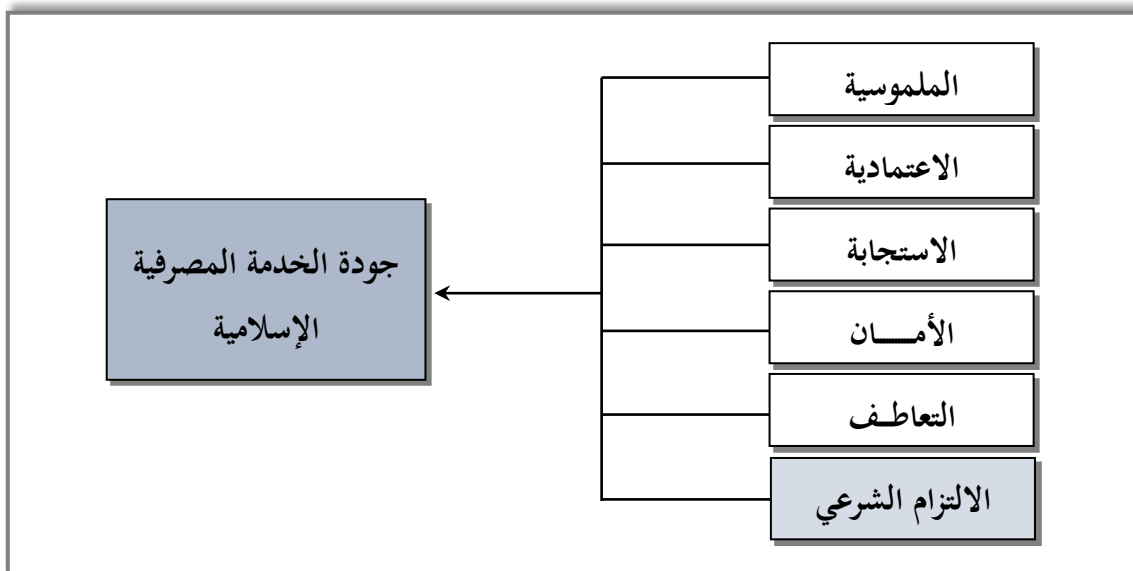 الملموسية
الاعتمادية
الاستجابة
الأمـــان
التعاطـف
الالتزام الشرعي
جودة الخدمة المصرفية
الإسلامية